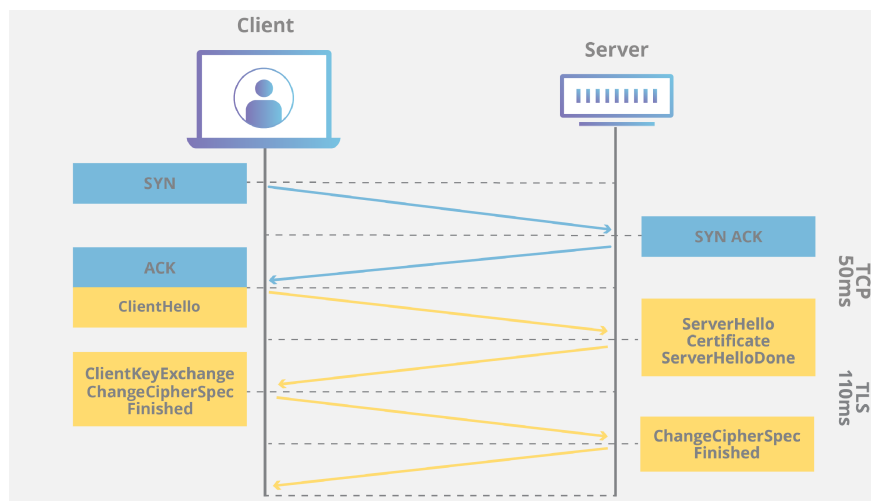 Client
Server
SYN
SYN ACK
ACK
ClientHello
TCP
50ms
ServerHello
Certificate
ServerHelloDone
ClientKeyExchange
ChangeCipherSpec
Finished
TLS
110ms
ChangeCipherSpec
Finished